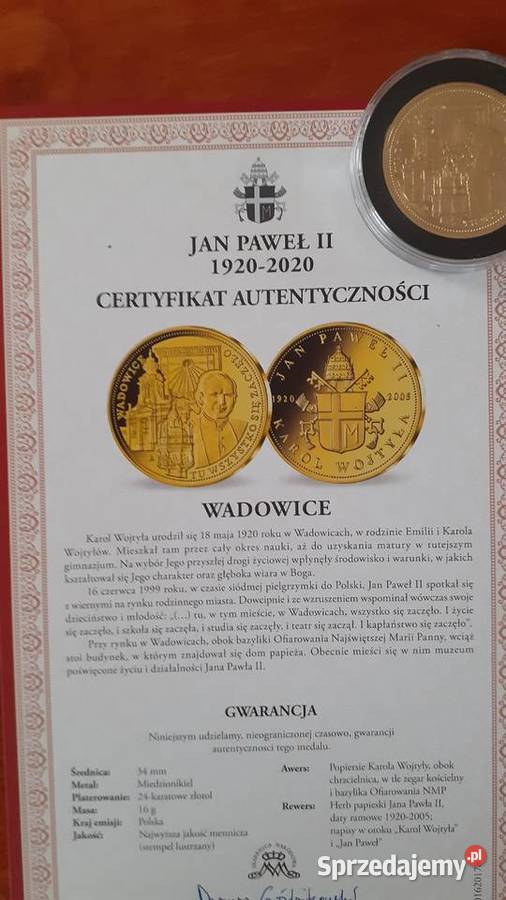 JAN PAWEŁ II
1920-2020
CERTYFIKAT AUTENTYCZNOŚCI
WADOWICE
TU WSZYSTKO SIĘ ZACZĘŁO
JAN PAWEŁ II
1920 2005
KAROL WOJTYŁA
WADOWICE
Karol Wojtyła urodził się 18 maja 1920 roku w Wadowicach, w rodzinie Emilii i Karola
Wojtyłów. Mieszkał tam przez cały okres nauki, aż do uzyskania matury w tutejszym
gimnazjum. Na wybór Jego przyszłej drogi życiowej wpłynęły środowisko i warunki, w jakich
kształtował się Jego charakter oraz głęboka wiara w Boga.
16 czerwca 1999 roku, w czasie siódmej pielgrzymki do Polski, Jan Paweł II spotkał się
z wiernymi na rynku rodzinnego miasta. Dowcipnie i ze wzruszeniem wspominał wówczas swoje
dzieciństwo i młodość: „(…) tu, w tym mieście, w Wadowicach, wszystko się zaczęło. I życie
się zaczęło, i szkoła się zaczęła, i studia się zaczęły, i teatr się zaczął. I kapłaństwo się zaczęło”.
Przy rynku w Wadowicach, obok bazyliki Ofiarowania Najświętszej Marii Panny, wciąż
stoi budynek, w którym znajdował się dom papieża. Obecnie mieści się w nim muzeum
poświęcone życiu i działalności Jana Pawła II.
GWARANCJA
Niniejszym udzielamy, nieograniczonej czasowo, gwarancji
autentyczności tego medalu.
Średnica: 34 mm
Metal: Miedzionikiel
Platerowanie: 24-karatowe złoto
Masa: 16 g
Kraj emisji: Polska
Jakość: Najwyższa jakość mennicza
(stempel lustrzany)
Awers: Popiersie Karola Wojtyły, obok
chrzcielnica, w tle zegar kościelny
i bazylika Ofiarowania NMP
Rewers: Herb papieski Jana Pawła II,
daty ramowe 1920-2005;
napisy w otoku „Karol Wojtyła”
i „Jan Paweł”
Sprzedajemy.pl